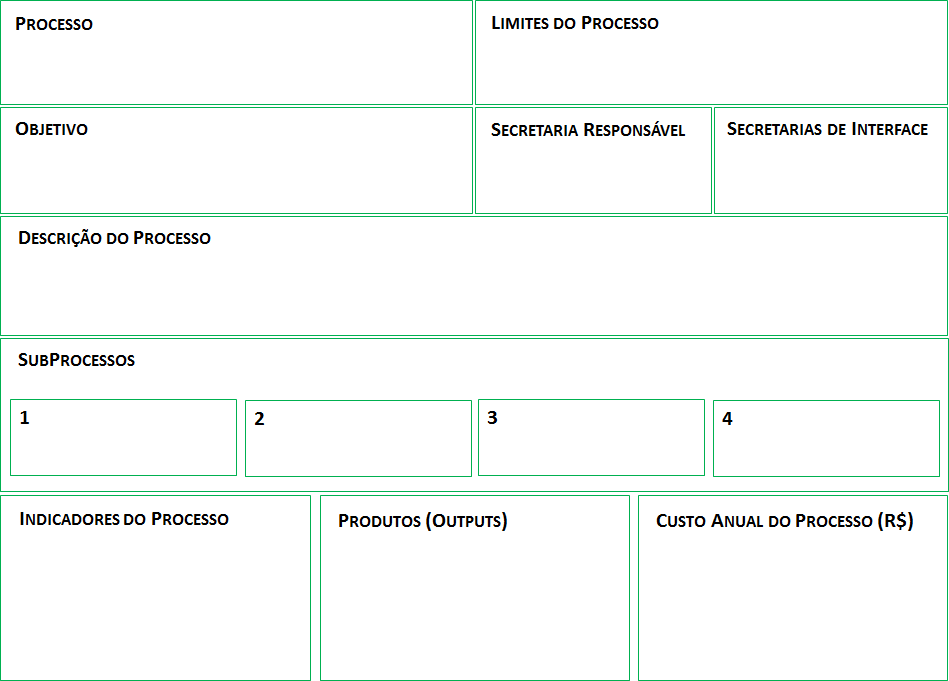 Processo
Limites do Processo
Objetivo
Secretaria Responsável
Secretarias de Interface
Descrição do Processo
SubProcessos
1
2
3
4
Indicadores do Processo
Produtos (Outputs)
Custo Anual do Processo (R$)